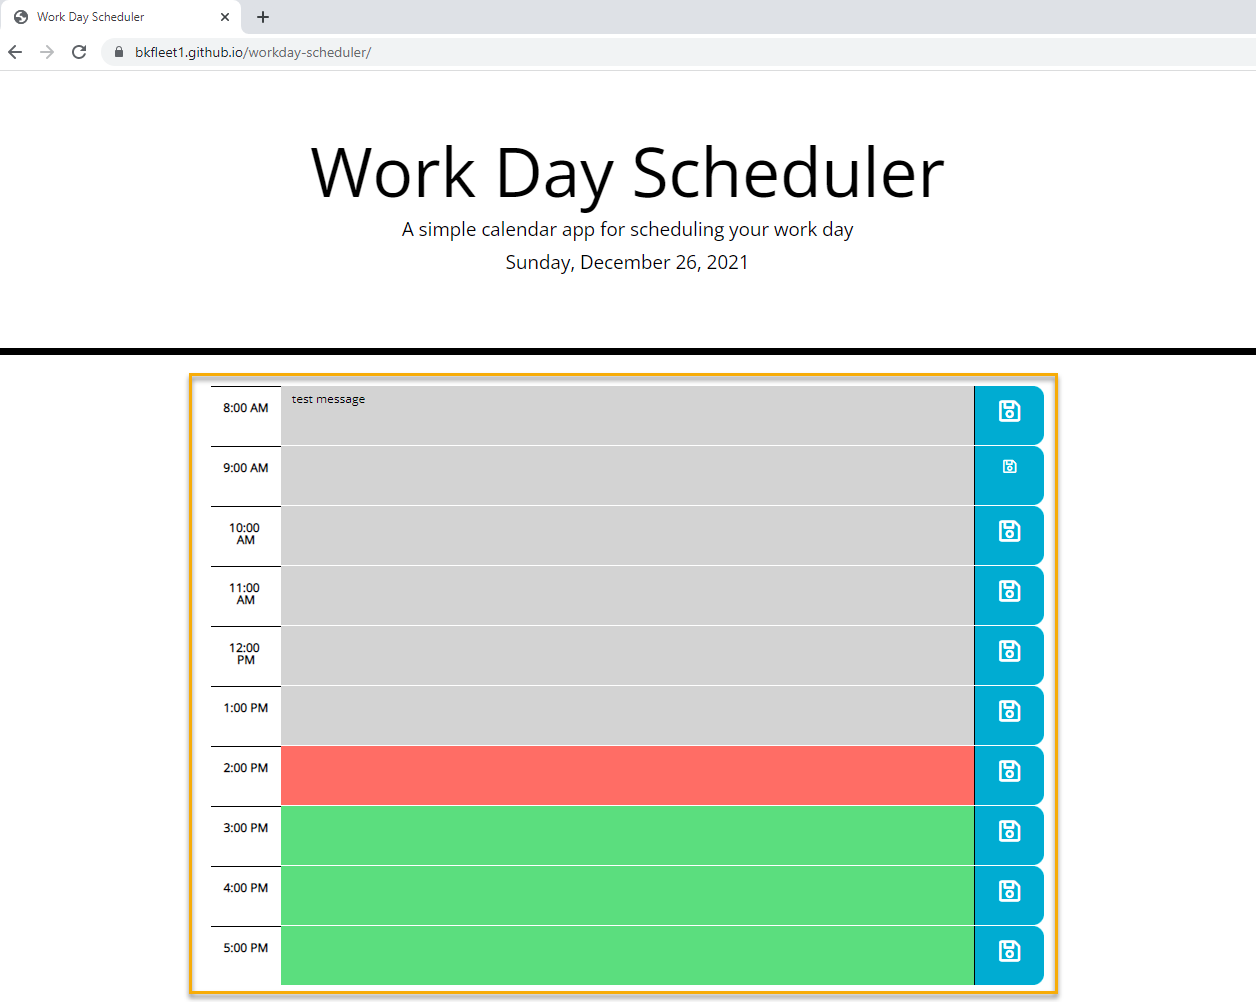 Work Day Scheduler
bkfleet1.github.io/workday-scheduler/
Work Day Scheduler
A simple calendar app for scheduling your work day
Sunday, December 26, 2021
8:00 AM
test message
9:00 AM
10:00
AM
11:00
AM
12:00
PM
1:00 PM
2:00 PM
3:00 PM
4:00 PM
5:00 PM